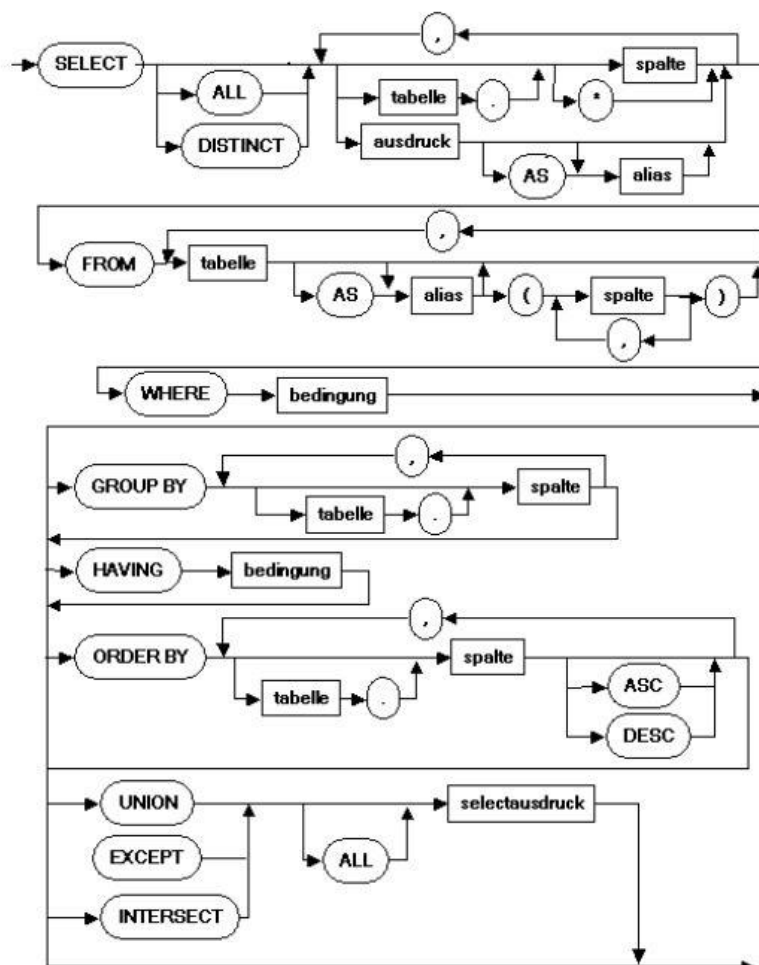 ,
SELECT
spalte
ALL
tabelle
.
*
DISTINCT
ausdruck
AS
alias
,
FROM
tabelle
AS
alias
(
spalte
)
,
WHERE
bedingung
,
GROUP BY
spalte
tabelle
.
HAVING
bedingung
,
ORDER BY
spalte
tabelle
.
ASC
DESC
UNION
selectausdruck
EXCEPT
ALL
INTERSECT